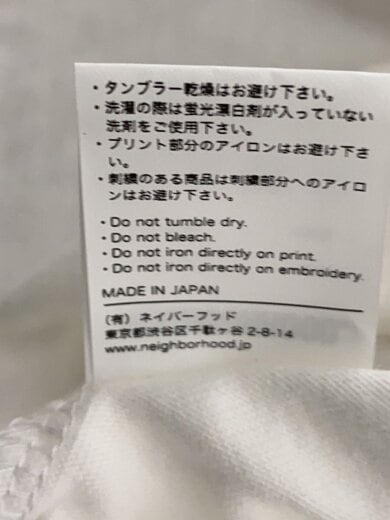 ・タンブラー乾燥はお避け下さい。
・洗濯の際は蛍光漂白剤が入っていない
洗剤をご使用下さい。
・プリント部分のアイロンはお避け下さ
い。
・刺繍のある商品は刺繍部分へのアイロ
ンはお避け下さい。
・Do not tumble dry.
・Do not bleach.
・Do not iron directly on print.
・Do not iron directly on embroidery.
MADE IN JAPAN
(有) ネイバーフッド
東京都渋谷区千駄ヶ谷 2-8-14
www.neighborhood.jp